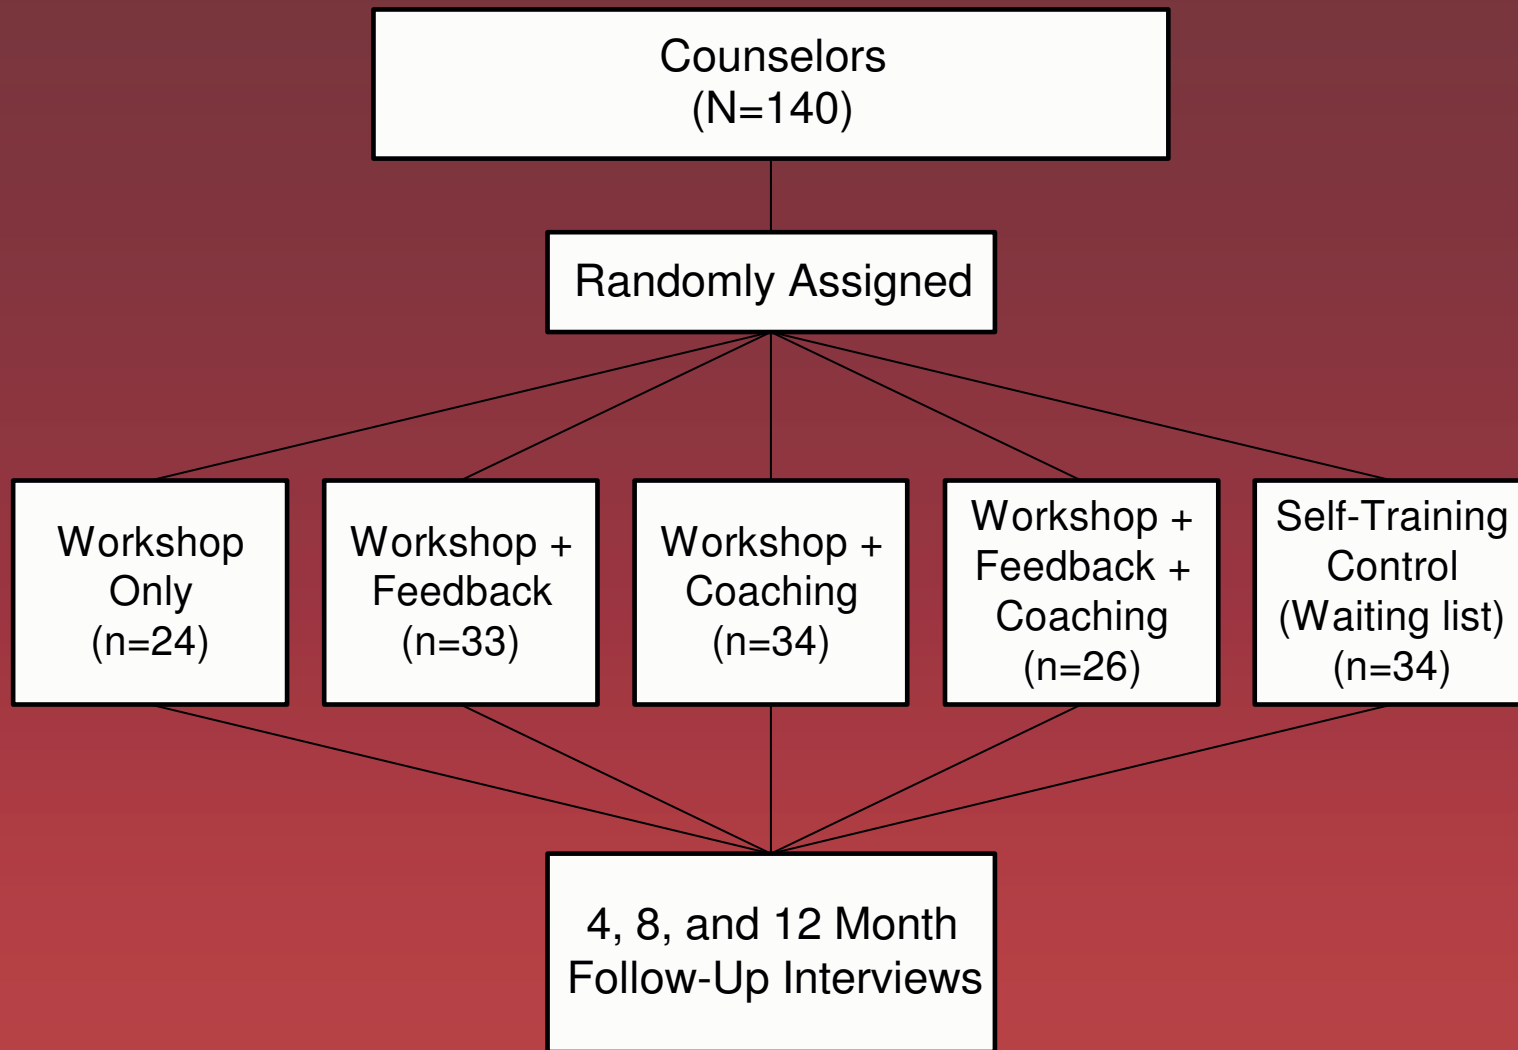 Counselors
(N=140)
Randomly Assigned
Workshop
Only
(n=24)
Workshop +
Feedback
(n=33)
Workshop +
Coaching
(n=34)
Workshop +
Feedback +
Coaching
(n=26)
Self-Training
Control
(Waiting list)
(n=34)
4, 8, and 12 Month
Follow-Up Interviews